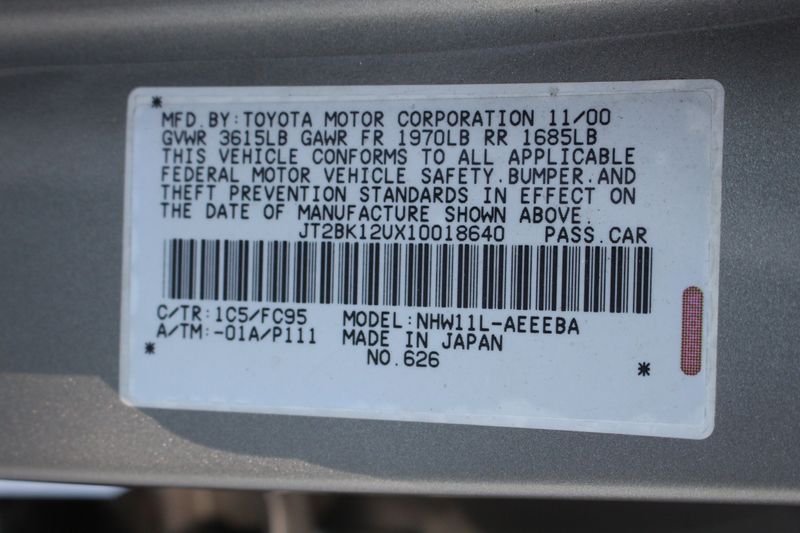 MFD. BY: TOYOTA MOTOR CORPORATION 11/00
GVWR 3615LB GAWR FR 1970LB RR 1685LB
THIS VEHICLE CONFORMS TO ALL APPLICABLE
FEDERAL MOTOR VEHICLE SAFETY. BUMPER. AND
THEFT PREVENTION STANDARDS IN EFFECT ON
THE DATE OF MANUFACTURE SHOWN ABOVE.
JT2BK12UX10018640 PASS. CAR
C/TR: 1C5/FC95 MODEL: NHW11L-AEEEBA
A/TM: -01A/P111 MADE IN JAPAN
NO. 626